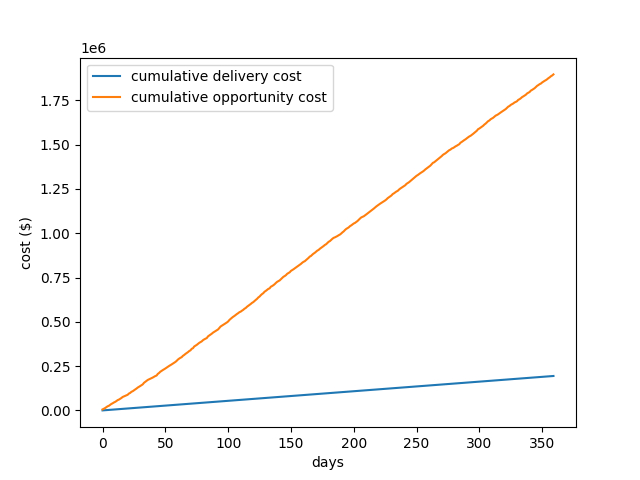 1e6
cumulative delivery cost
cumulative opportunity cost
1.75
1.50
1.25
1.00
0.75
0.50
0.25
0.00
cost ($)
0 50 100 150 200 250 300 350
days